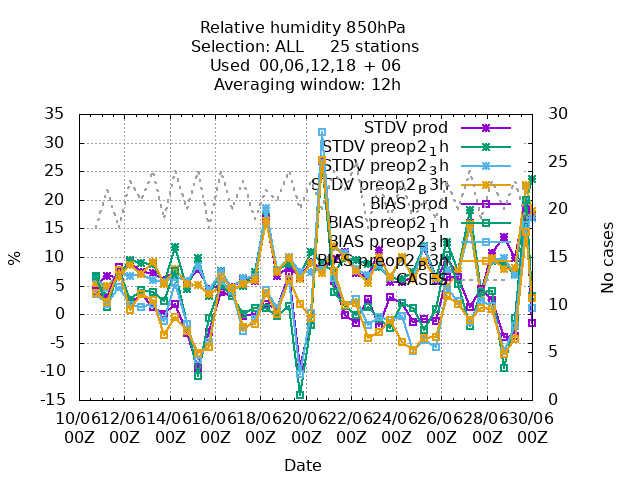 Relative humidity 850hPa
Selection: ALL 25 stations
Used 00,06,12,18 + 06
Averaging window: 12h
35 30
STDV prod
30
STDV preop2_1h
25 25
STDV preop2_3h
STDV preop2_B3h
20
BIAS prod 20
15
BIAS preop2_1h
BIAS preop2_3h
10 15
BIAS preop2_B3h
CASES
5
0 10
-5
5
-10
-15 0
%
No cases
10/06 12/06 14/06 16/06 18/06 20/06 22/06 24/06 26/06 28/06 30/06
00Z 00Z 00Z 00Z 00Z 00Z 00Z 00Z 00Z 00Z 00Z
Date